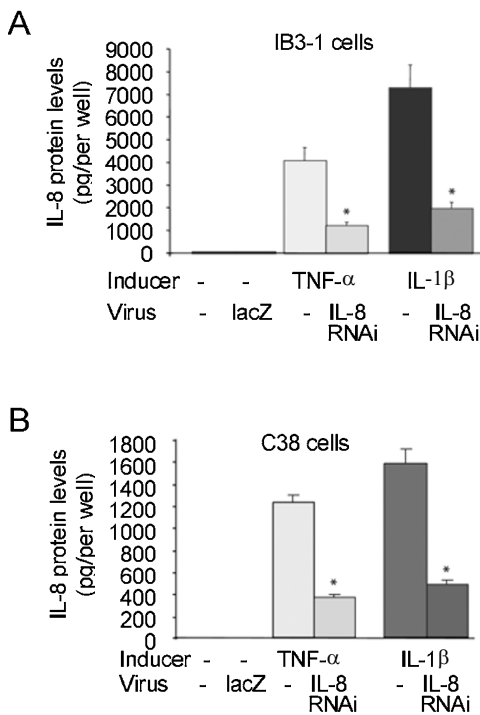 A
IB3-1 cells
IL-8 protein levels
(pg/per well)
9000
8000
7000
6000
5000
4000
3000
2000
1000
0
*
*
Inducer - - TNF-α IL-1β
Virus - lacZ - IL-8 - IL-8
RNAi RNAi
B
C38 cells
IL-8 protein levels
(pg/per well)
1800
1600
1400
1200
1000
800
600
400
200
0
*
*
Inducer - - TNF-α IL-1β
Virus - lacZ - IL-8 - IL-8
RNAi RNAi